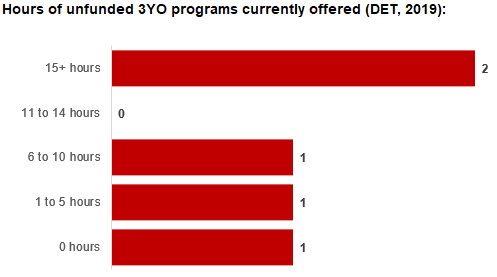 Hours of unfunded 3YO programs currently offered (DET, 2019):
15+ hours 2
11 to 14 hours 0
6 to 10 hours 1
1 to 5 hours 1
0 hours 1